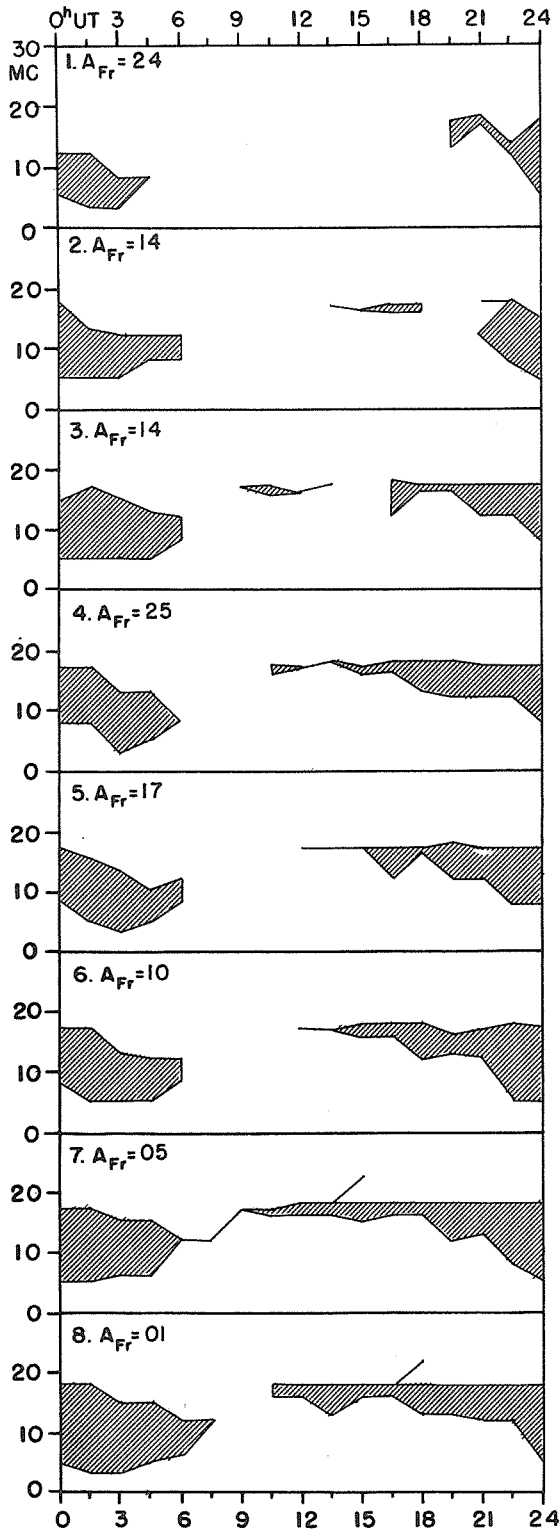 0ʰ UT 3 6 9 12 15 18 21 24
30
MC
1. A_Fr = 24
20
10
0
2. A_Fr = 14
20
10
0
3. A_Fr = 14
20
10
0
4. A_Fr = 25
20
10
0
5. A_Fr = 17
20
10
0
6. A_Fr = 10
20
10
0
7. A_Fr = 05
20
10
0
8. A_Fr = 01
20
10
0
0 3 6 9 12 15 18 21 24